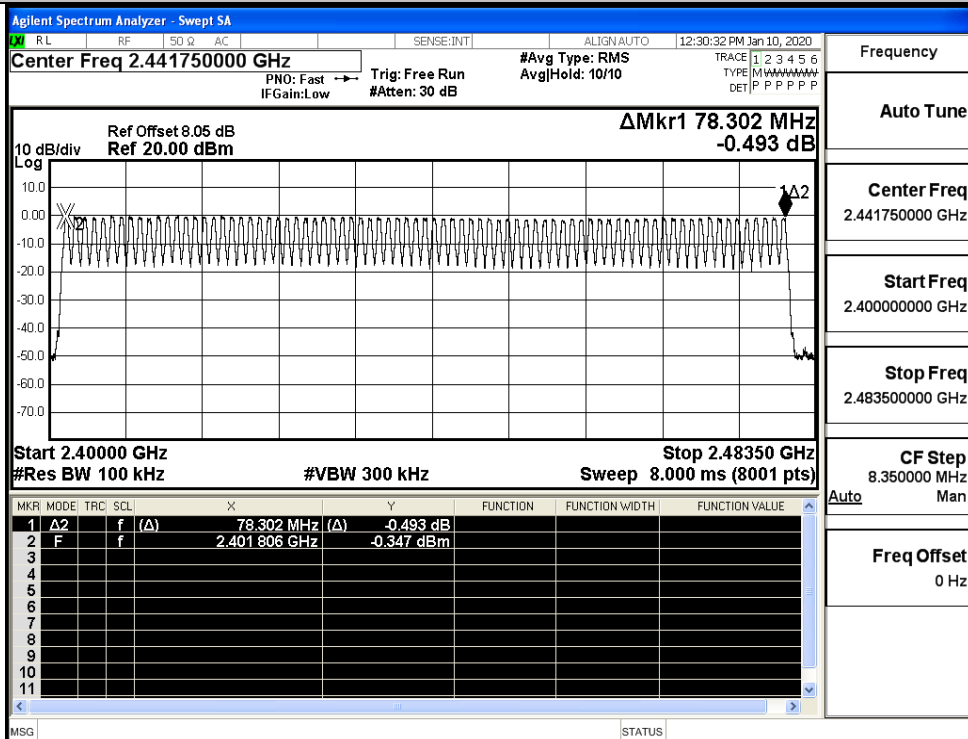 Agilent Spectrum Analyzer - Swept SA
LXI RL RF 50 Ω AC SENSE:INT ALIGNAUTO 12:30:32 PM Jan 10, 2020
Center Freq 2.441750000 GHz
PNO: Fast
IFGain:Low
Trig: Free Run
#Atten: 30 dB
#Avg Type: RMS
Avg|Hold: 10/10
TRACE 1 2 3 4 5 6
TYPE M WWWWW
DET P P P P P P
Ref Offset 8.05 dB
Ref 20.00 dBm
10 dB/div
Log
ΔMkr1 78.302 MHz
-0.493 dB
10.0
0.00
-10.0
-20.0
-30.0
-40.0
-50.0
-60.0
-70.0
2
1Δ2
Start 2.40000 GHz Stop 2.48350 GHz
#Res BW 100 kHz #VBW 300 kHz Sweep 8.000 ms (8001 pts)
MKR MODE TRC SCL X Y FUNCTION FUNCTION WIDTH FUNCTION VALUE
1 Δ2 f (Δ) 78.302 MHz (Δ) -0.493 dB
2 F f 2.401 806 GHz -0.347 dBm
3
4
5
6
7
8
9
10
11
MSG STATUS
Frequency
Auto Tune
Center Freq
2.441750000 GHz
Start Freq
2.400000000 GHz
Stop Freq
2.483500000 GHz
CF Step
8.350000 MHz
Auto Man
Freq Offset
0 Hz